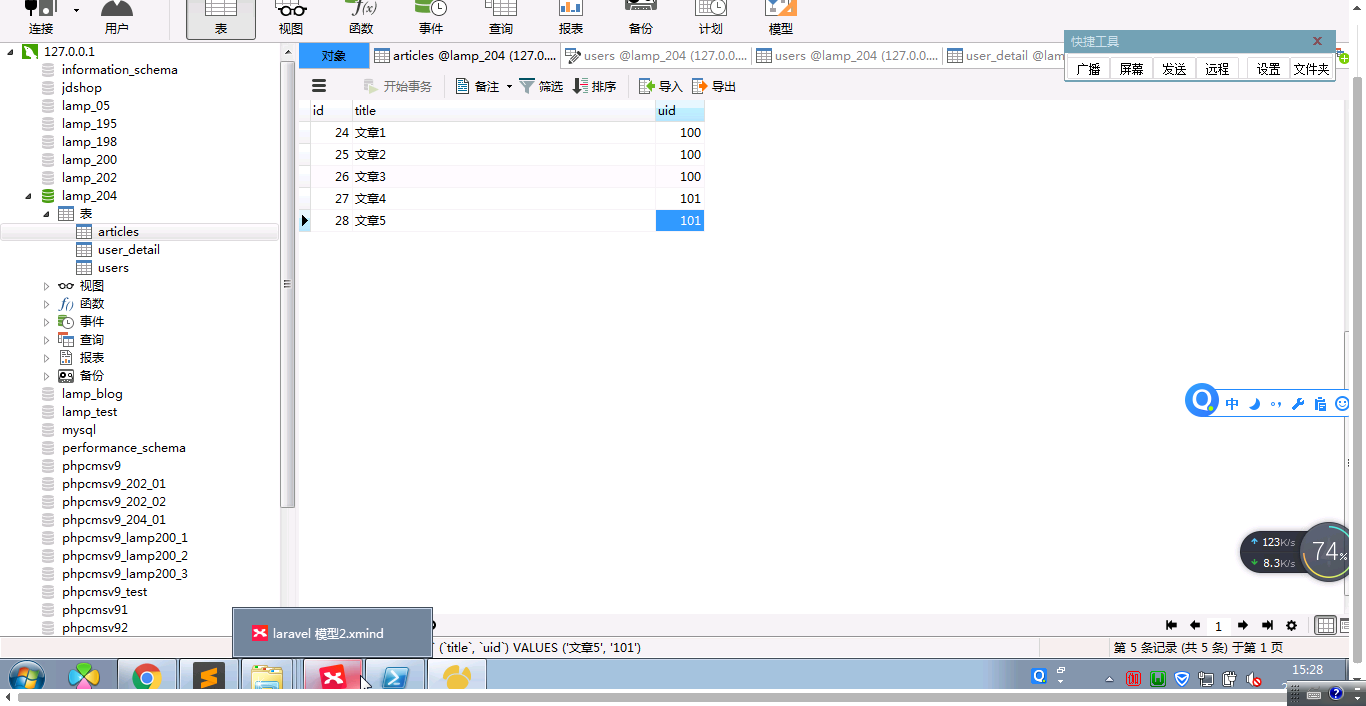 连接 用户 表 视图 函数 事件 查询 报表 备份 计划 模型
快捷工具
广播 屏幕 发送 远程 设置 文件夹
127.0.0.1
information_schema
jdshop
lamp_05
lamp_195
lamp_198
lamp_200
lamp_202
lamp_204
表
articles
user_detail
users
视图
函数
事件
查询
报表
备份
lamp_blog
lamp_test
mysql
performance_schema
phpcmsv9
phpcmsv9_202_01
phpcmsv9_202_02
phpcmsv9_204_01
phpcmsv9_lamp200_1
phpcmsv9_lamp200_2
phpcmsv9_lamp200_3
phpcmsv9_test
phpcmsv91
phpcmsv92
对象 articles @lamp_204 (127.0.0.... users @lamp_204 (127.0.0.... users @lamp_204 (127.0.0.... user_detail @lam
开始事务 备注 筛选 排序 导入 导出
id title uid
24 文章1 100
25 文章2 100
26 文章3 100
27 文章4 101
28 文章5 101
中
123K/s
8.3K/s
74%
1
laravel 模型2.xmind
(`title`, `uid`) VALUES ('文章5', '101')
第 5 条记录 (共 5 条) 于第 1 页
15:28